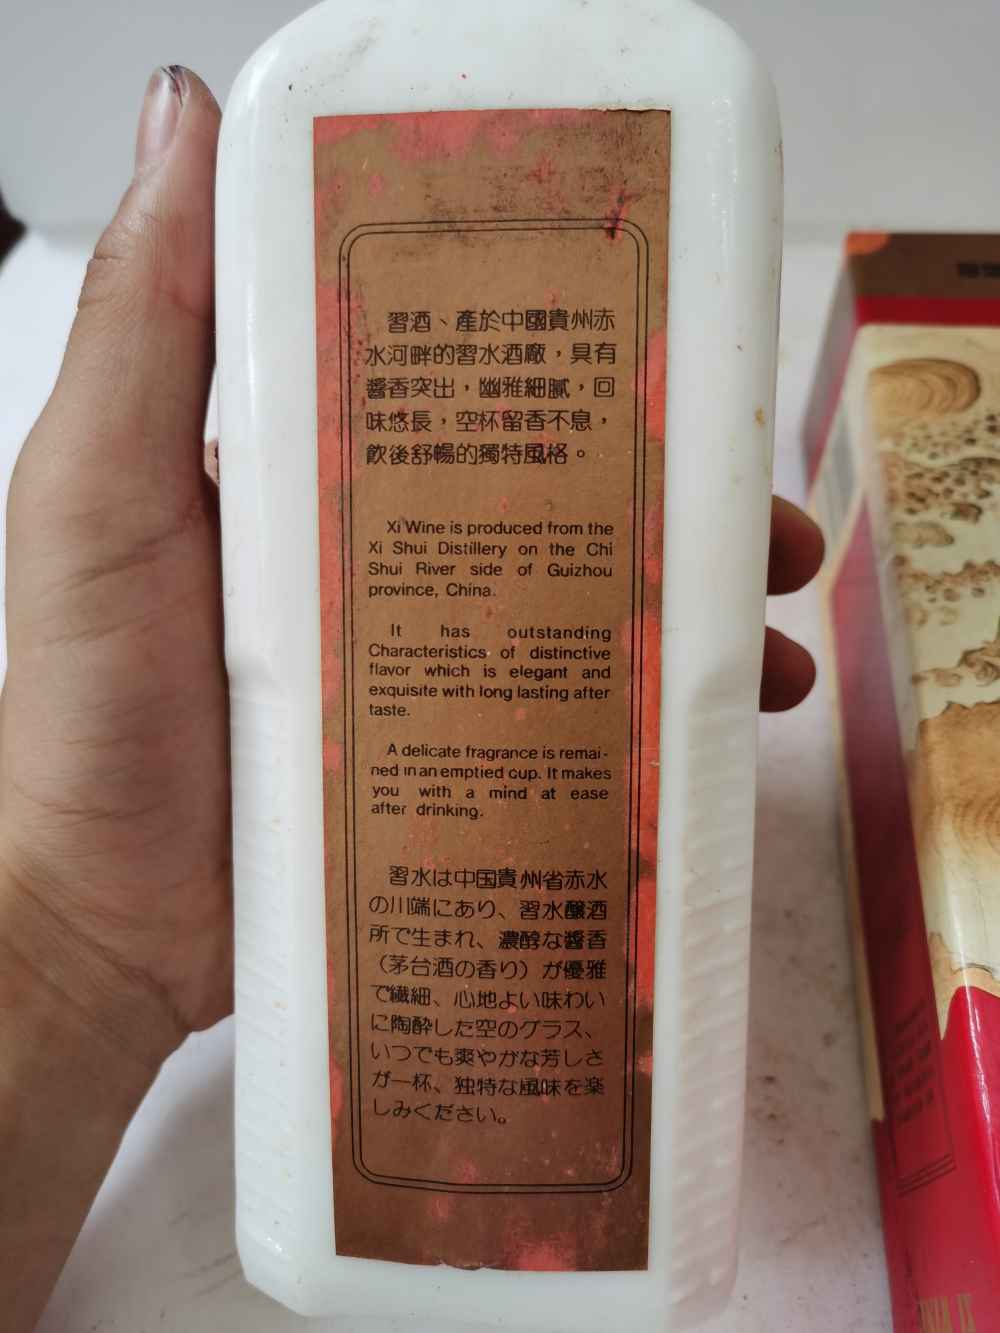 習酒、產於中國貴州赤
水河畔的習水酒廠，具有
醬香突出，幽雅細膩，回
味悠長，空杯留香不息，
飲後舒暢的獨特風格。
Xi Wine is produced from the
Xi Shui Distillery on the Chi
Shui River side of Guizhou
province, China.
It has outstanding
Characteristics of distinctive
flavor which is elegant and
exquisite with long lasting after
taste.
A delicate fragrance is remai-
ned in an emptied cup. It makes
you with a mind at ease
after drinking.
習水は中国貴州省赤水
の川端にあり、習水釀酒
所で生まれ、濃醇な醬香
（茅台酒の香り）が優雅
で繊細、心地よい味わい
に陶酔した空のグラス、
いつでも爽やかな芳しさ
が一杯、独特な風味を楽
しみください。